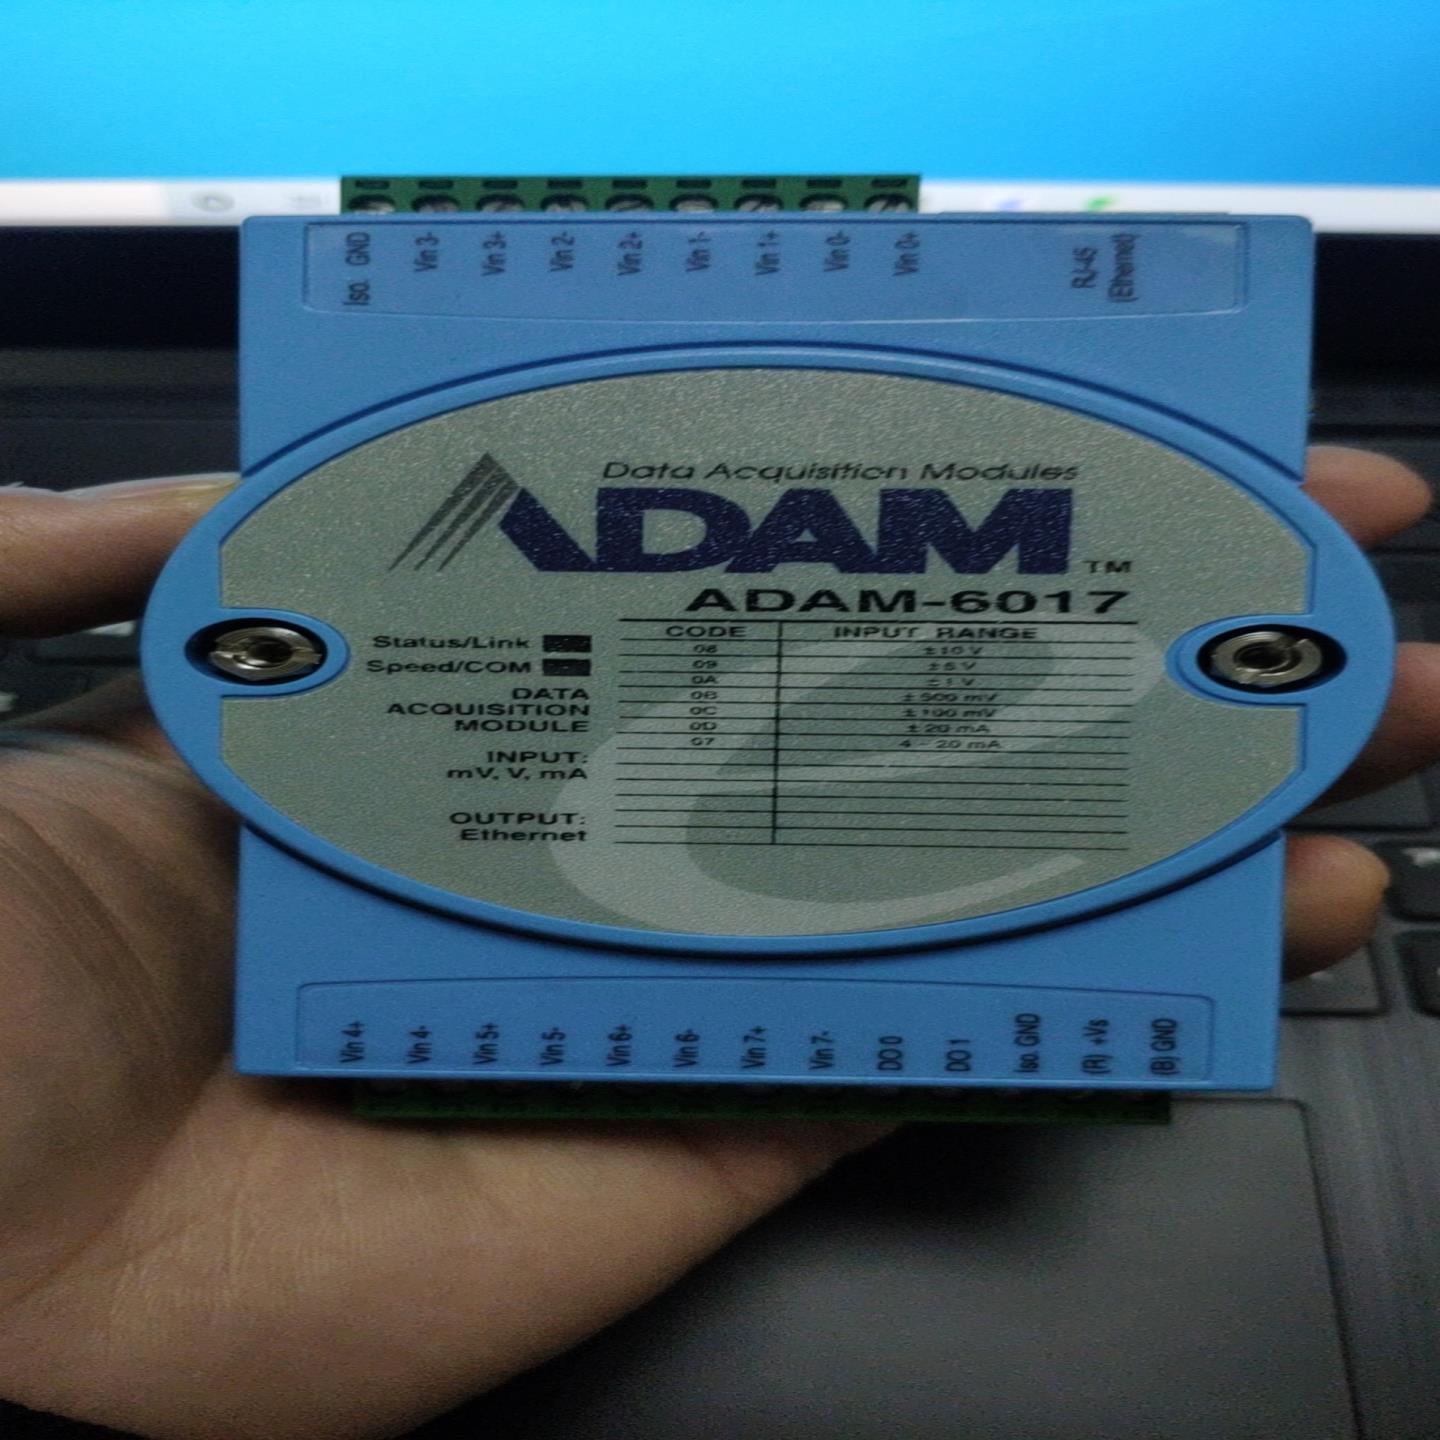 Iso. GND
Vin 3-
Vin 3+
Vin 2-
Vin 2+
Vin 1-
Vin 1+
Vin 0-
Vin 0+
RJ-45
(Ethernet)
Data Acquisition Modules
ADAM™
ADAM-6017
Status/Link
Speed/COM
DATA
ACQUISITION
MODULE
INPUT:
mV, V, mA
OUTPUT:
Ethernet
CODE INPUT RANGE
08 ±10 V
09 ±5 V
0A ±1 V
0B ±500 mV
0C ±100 mV
0D ±20 mA
07 4 - 20 mA
Vin 4+
Vin 4-
Vin 5+
Vin 5-
Vin 6+
Vin 6-
Vin 7+
Vin 7-
DO 0
DO 1
Iso. GND
(R) +Vs
(B) GND